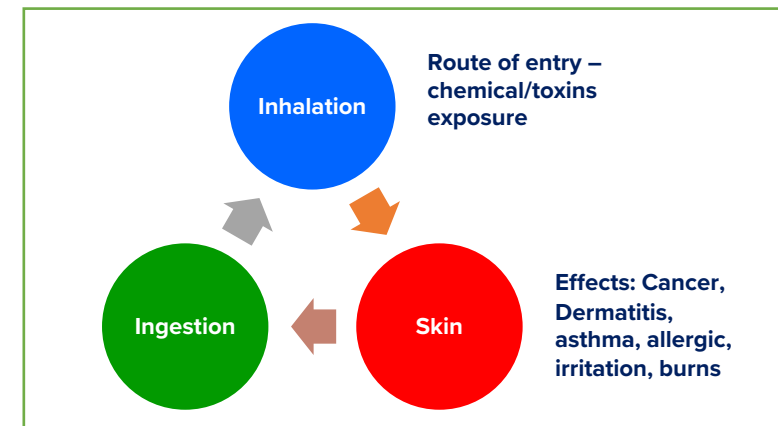 Inhalation
Route of entry –
chemical/toxins
exposure
Ingestion
Skin
Effects: Cancer,
Dermatitis,
asthma, allergic,
irritation, burns